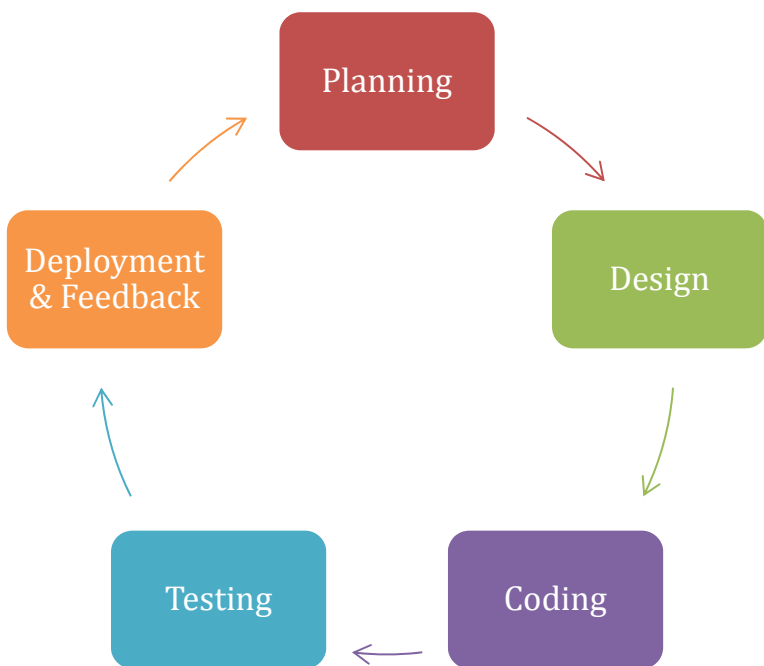 Planning
Design
Coding
Testing
Deployment
& Feedback